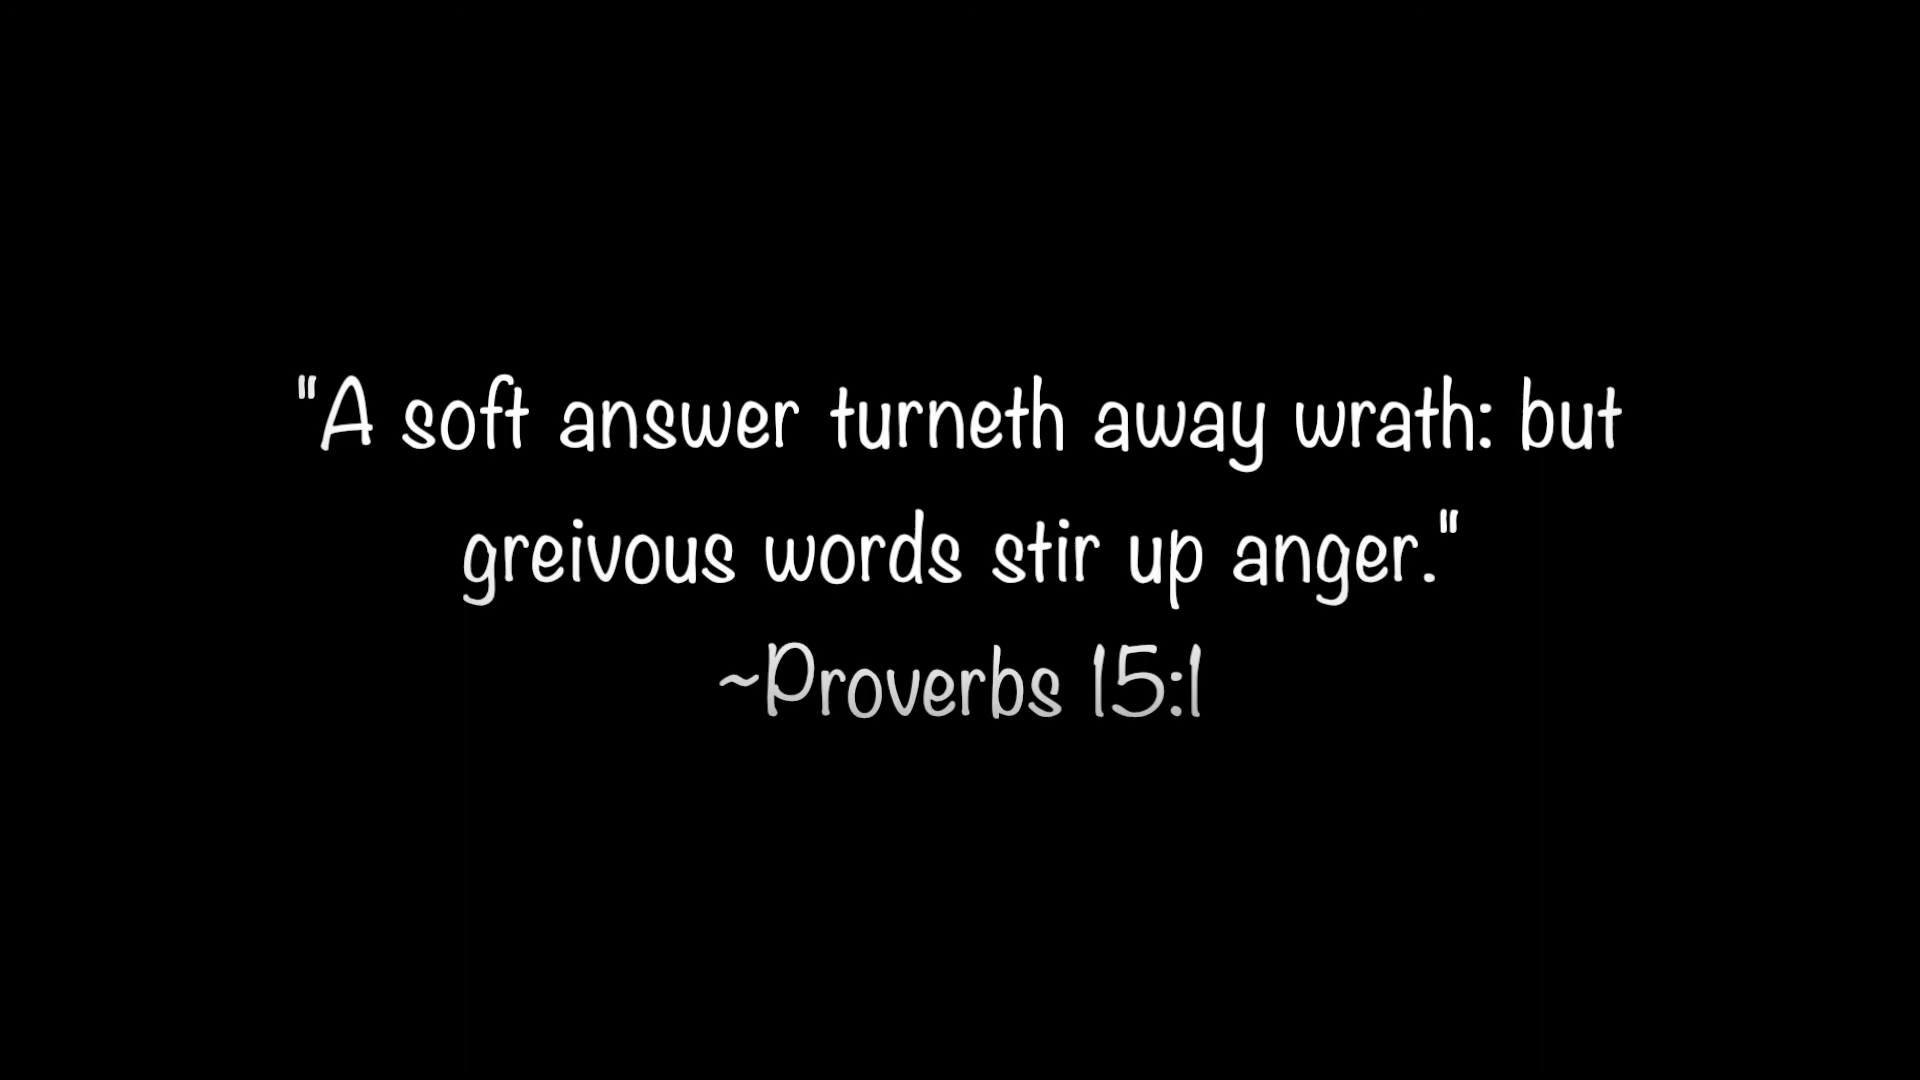 "A soft answer turneth away wrath: but
greivous words stir up anger."
~Proverbs 15:1